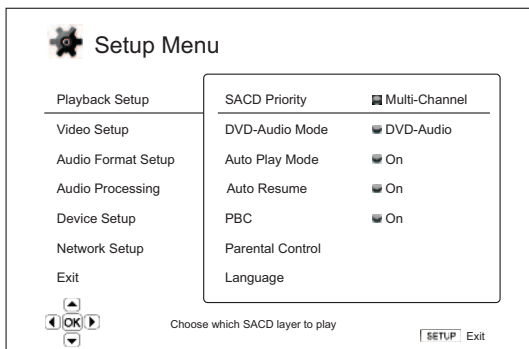 Setup Menu
Playback Setup
Video Setup
Audio Format Setup
Audio Processing
Device Setup
Network Setup
Exit
SACD Priority Multi-Channel
DVD-Audio Mode DVD-Audio
Auto Play Mode On
Auto Resume On
PBC On
Parental Control
Language
OK
Choose which SACD layer to play
SETUP Exit